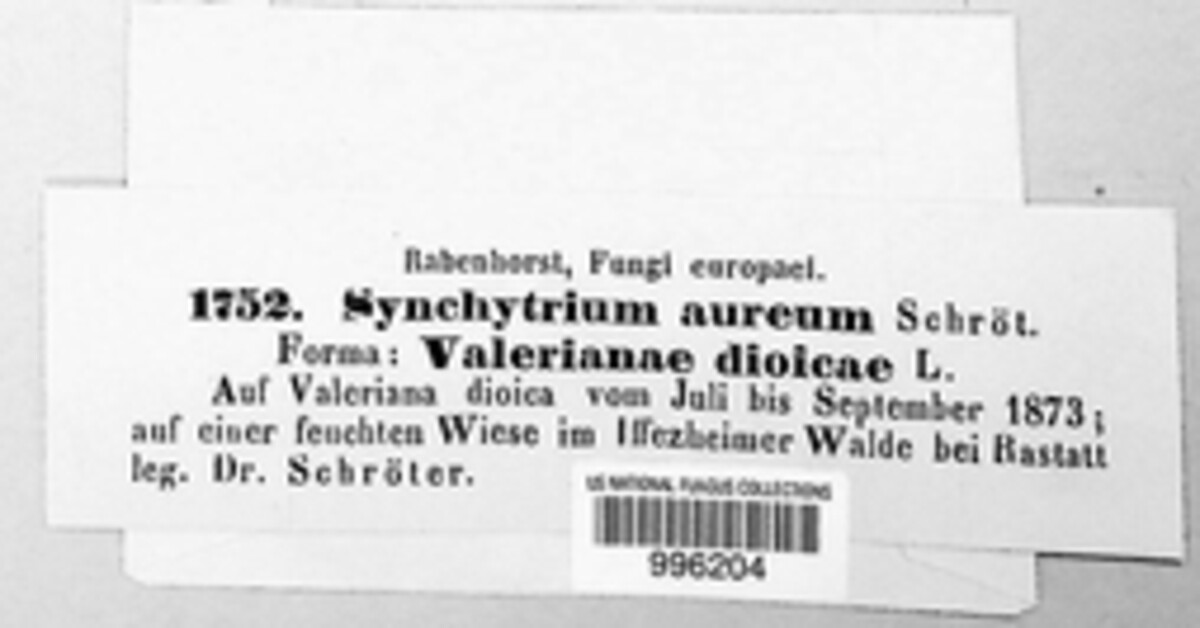 Rabenhorst, Fungi europaei.
1752. Synchytrium aureum Schröt.
Forma: Valerianae dioicae L.
Auf Valeriana dioica vom Juli bis September 1873;
auf einer feuchten Wiese im Iffezheimer Walde bei Rastatt
leg. Dr. Schröter.
US NATIONAL FUNGUS COLLECTIONS
996204